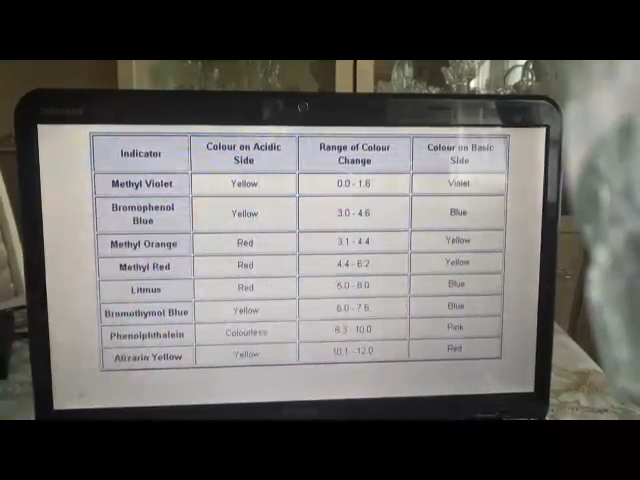 Indicator Colour on Acidic Side Range of Colour Change Colour on Basic Side
Methyl Violet Yellow 0.0 - 1.6 Violet
Bromophenol Blue Yellow 3.0 - 4.6 Blue
Methyl Orange Red 3.1 - 4.4 Yellow
Methyl Red Red 4.4 - 6.2 Yellow
Litmus Red 5.0 - 8.0 Blue
Bromothymol Blue Yellow 6.0 - 7.6 Blue
Phenolphthalein Colourless 8.3 - 10.0 Pink
Alizarin Yellow Yellow 10.1 - 12.0 Red